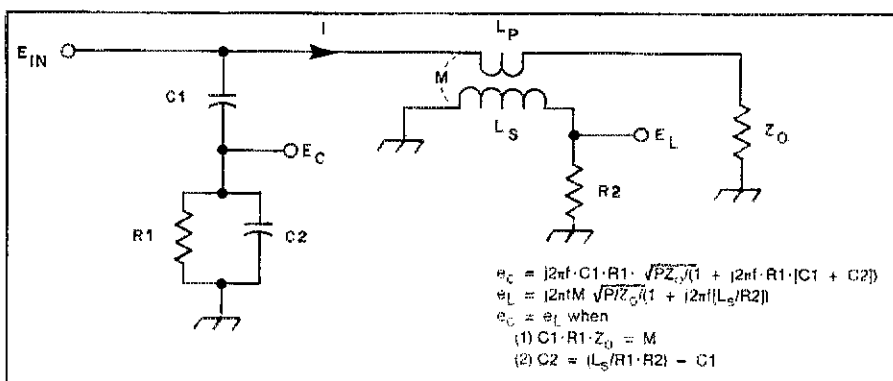 L_P
I
E_IN
C1
M
L_S
E_C
E_L
Z_O
R2
R1
C2
e_c = j2πf·C1·R1·√PZ_o/(1 + j2πf·R1·[C1 + C2])
e_L = j2πfM √P/Z_o/(1 + j2πf[L_s/R2])
e_c = e_L when
(1) C1·R1·Z_o = M
(2) C2 = (L_s/R1·R2) − C1